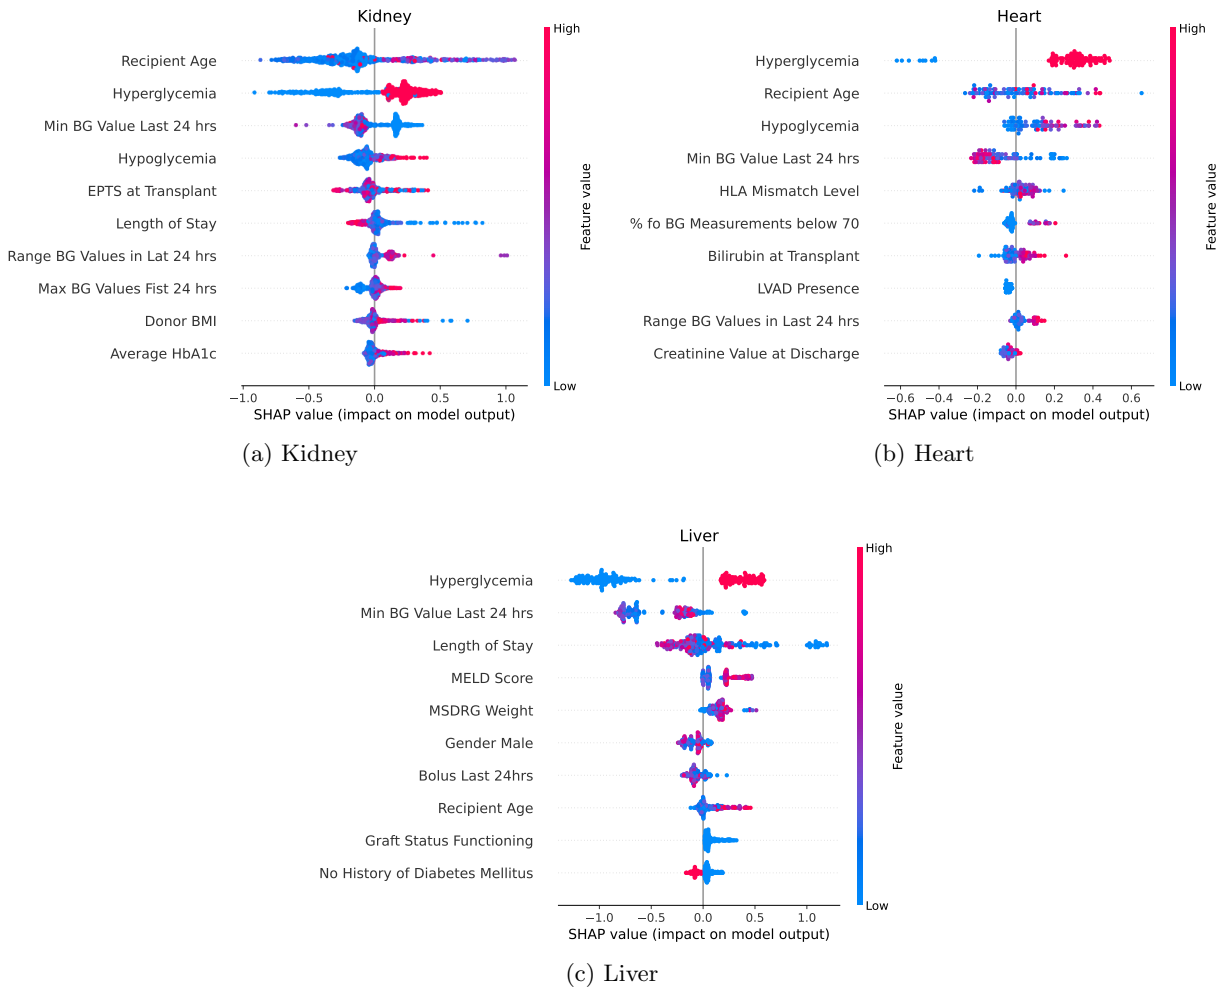 Kidney
High
Recipient Age
Hyperglycemia
Min BG Value Last 24 hrs
Hypoglycemia
EPTS at Transplant
Length of Stay
Range BG Values in Lat 24 hrs
Max BG Values Fist 24 hrs
Donor BMI
Average HbA1c
Feature value
Low
−1.0 −0.5 0.0 0.5 1.0
SHAP value (impact on model output)
(a) Kidney
Heart
High
Hyperglycemia
Recipient Age
Hypoglycemia
Min BG Value Last 24 hrs
HLA Mismatch Level
% fo BG Measurements below 70
Bilirubin at Transplant
LVAD Presence
Range BG Values in Last 24 hrs
Creatinine Value at Discharge
Feature value
Low
−0.6 −0.4 −0.2 0.0 0.2 0.4 0.6
SHAP value (impact on model output)
(b) Heart
Liver
High
Hyperglycemia
Min BG Value Last 24 hrs
Length of Stay
MELD Score
MSDRG Weight
Gender Male
Bolus Last 24hrs
Recipient Age
Graft Status Functioning
No History of Diabetes Mellitus
Feature value
Low
−1.0 −0.5 0.0 0.5 1.0
SHAP value (impact on model output)
(c) Liver